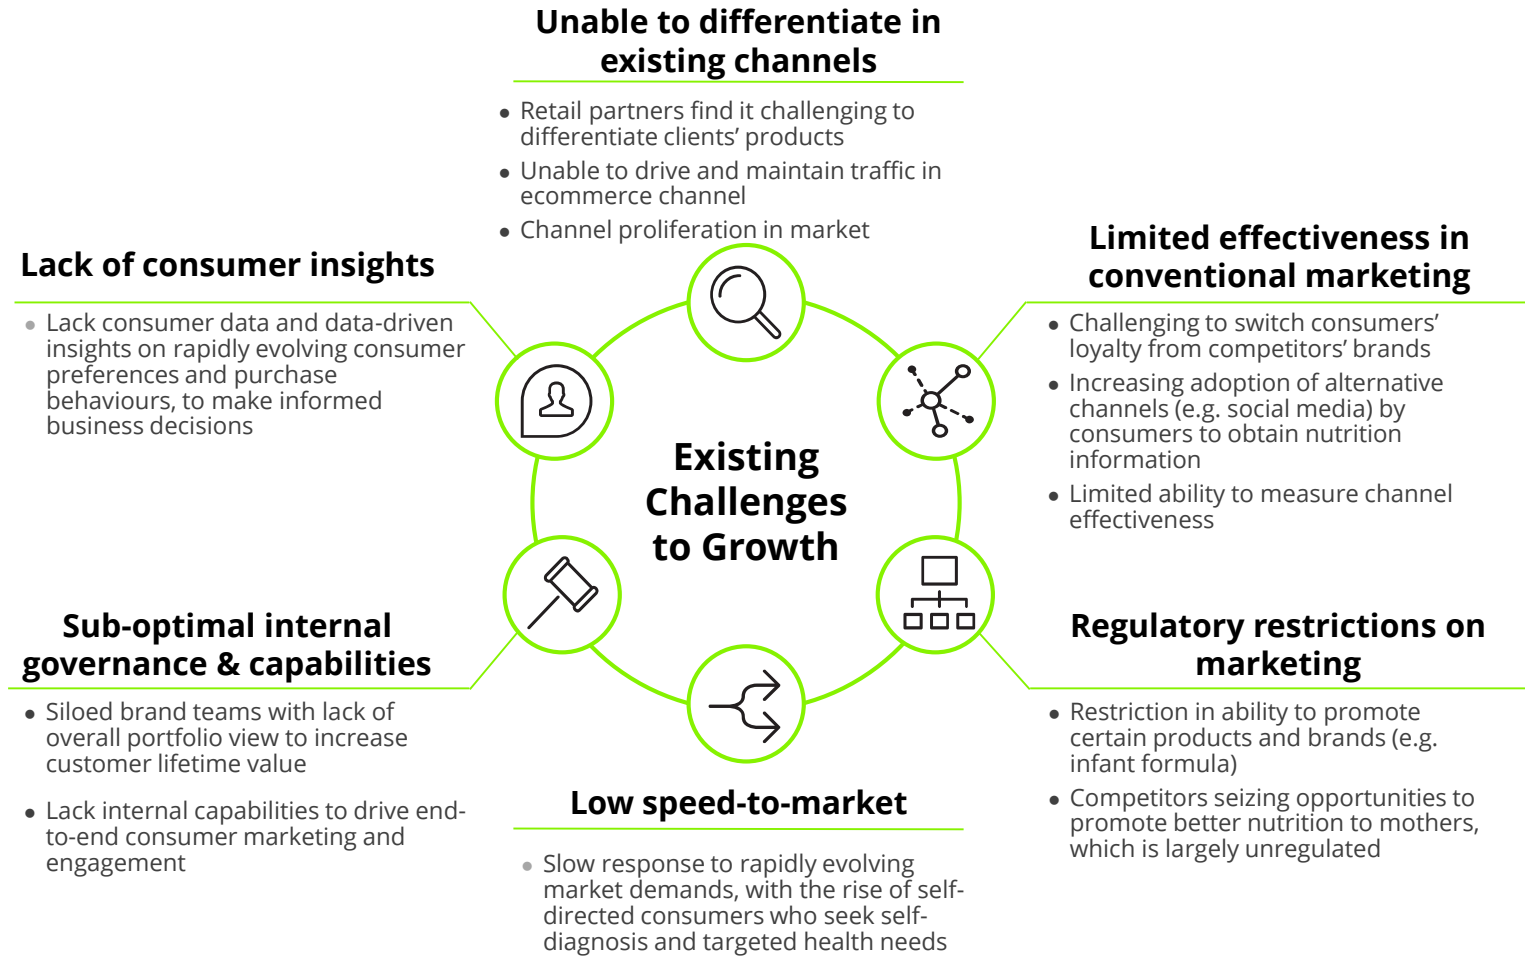 Unable to differentiate in
existing channels
• Retail partners find it challenging to
differentiate clients’ products
• Unable to drive and maintain traffic in
ecommerce channel
• Channel proliferation in market
Lack of consumer insights
• Lack consumer data and data-driven
insights on rapidly evolving consumer
preferences and purchase
behaviours, to make informed
business decisions
Limited effectiveness in
conventional marketing
• Challenging to switch consumers’
loyalty from competitors’ brands
• Increasing adoption of alternative
channels (e.g. social media) by
consumers to obtain nutrition
information
• Limited ability to measure channel
effectiveness
Existing
Challenges
to Growth
Sub-optimal internal
governance & capabilities
• Siloed brand teams with lack of
overall portfolio view to increase
customer lifetime value
• Lack internal capabilities to drive end-
to-end consumer marketing and
engagement
Low speed-to-market
• Slow response to rapidly evolving
market demands, with the rise of self-
directed consumers who seek self-
diagnosis and targeted health needs
Regulatory restrictions on
marketing
• Restriction in ability to promote
certain products and brands (e.g.
infant formula)
• Competitors seizing opportunities to
promote better nutrition to mothers,
which is largely unregulated